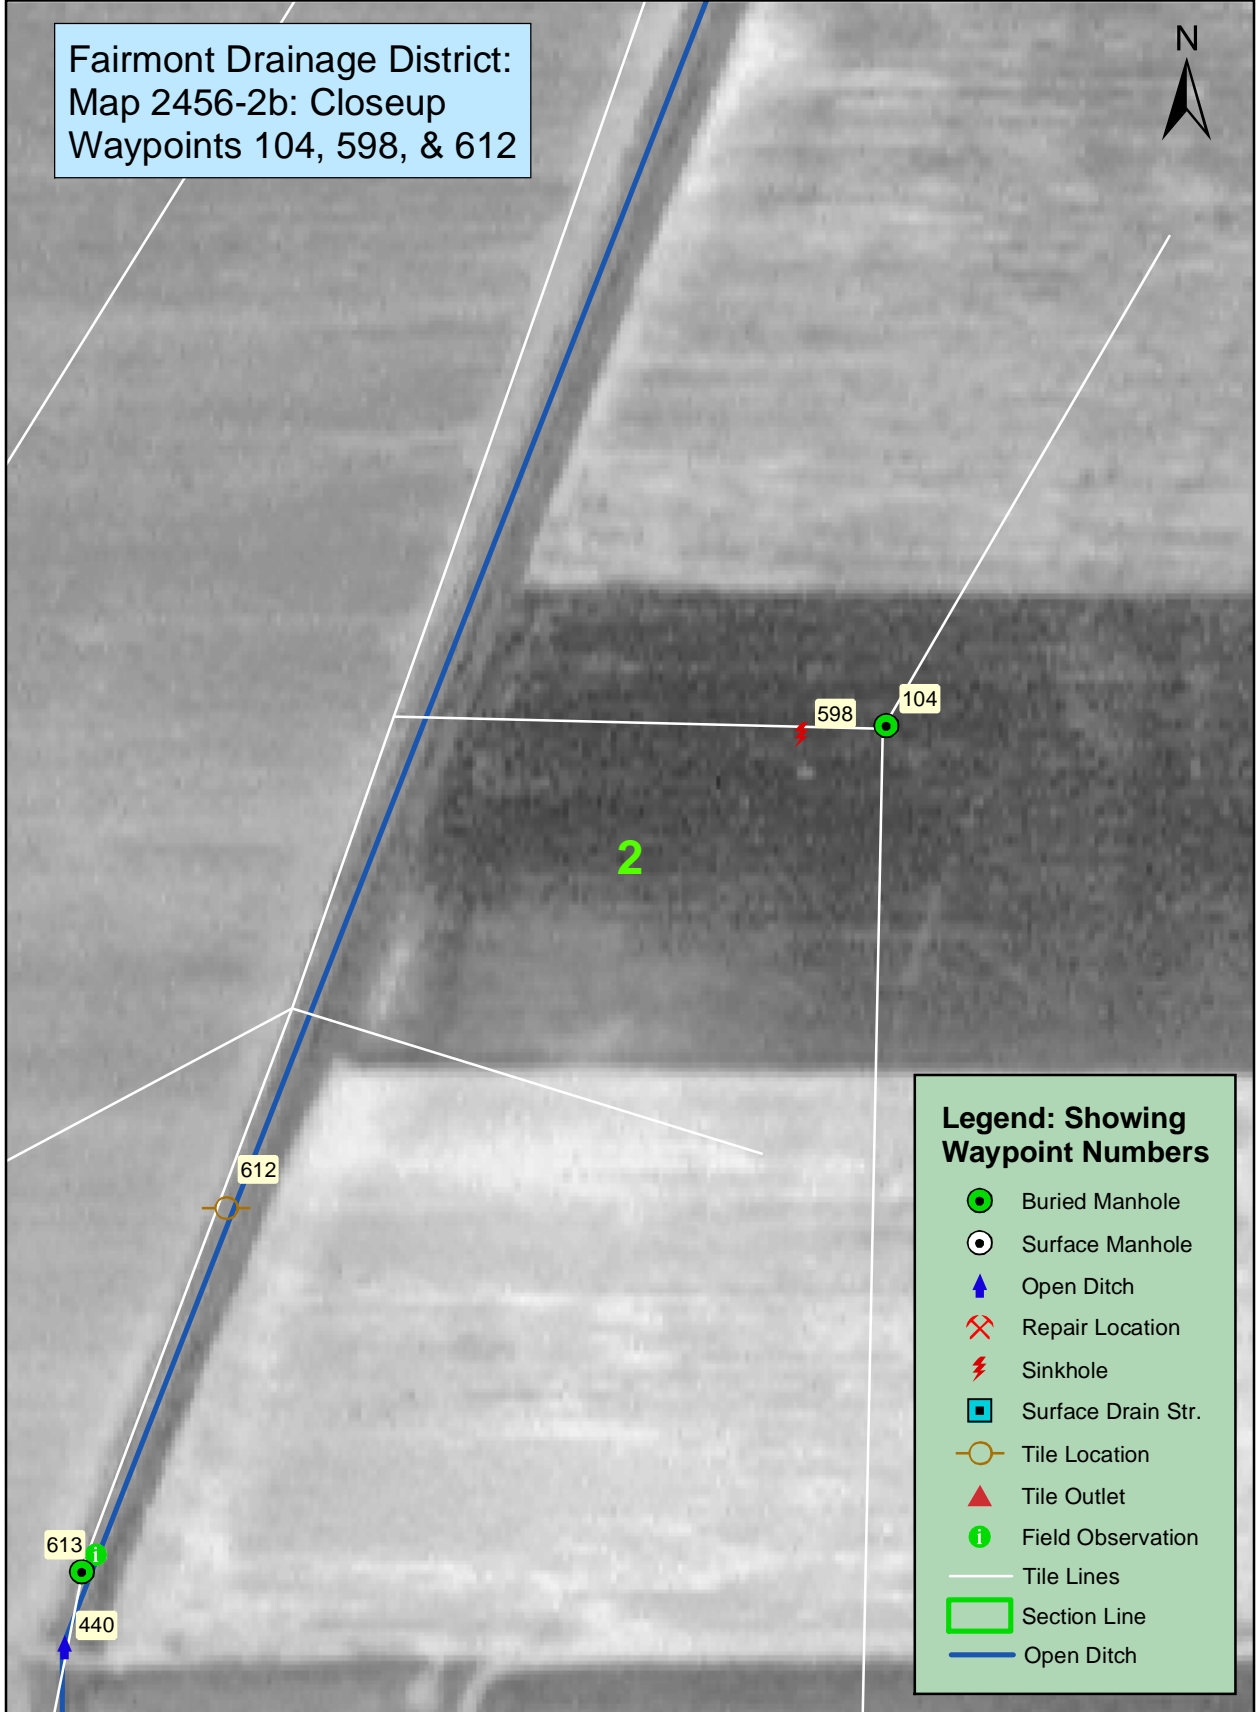 Fairmont Drainage District:
Map 2456-2b: Closeup
Waypoints 104, 598, & 612
N
104
598
2
612
613
i
440
Legend: Showing
Waypoint Numbers
Buried Manhole
Surface Manhole
Open Ditch
Repair Location
Sinkhole
Surface Drain Str.
Tile Location
Tile Outlet
i Field Observation
Tile Lines
Section Line
Open Ditch